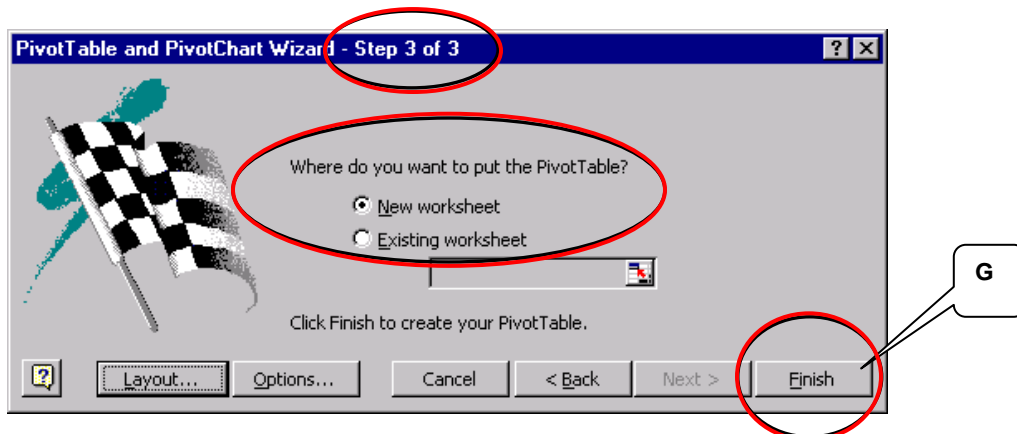 PivotTable and PivotChart Wizard - Step 3 of 3
Where do you want to put the PivotTable?
New worksheet
Existing worksheet
G
Click Finish to create your PivotTable.
Layout... Options... Cancel < Back Next > Finish